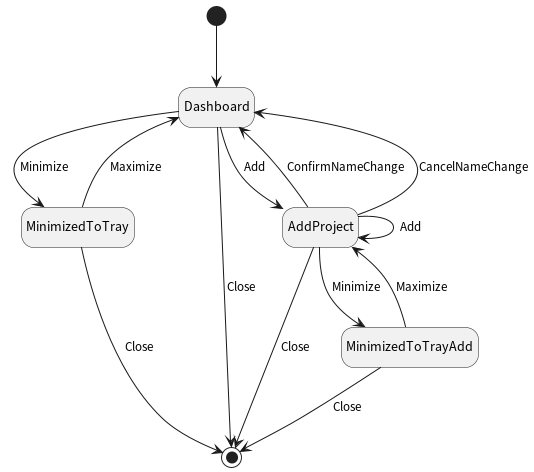 Dashboard
Minimize
Maximize
Add
ConfirmNameChange
CancelNameChange
MinimizedToTray
AddProject
Add
Close
Minimize
Maximize
Close
Close
MinimizedToTrayAdd
Close